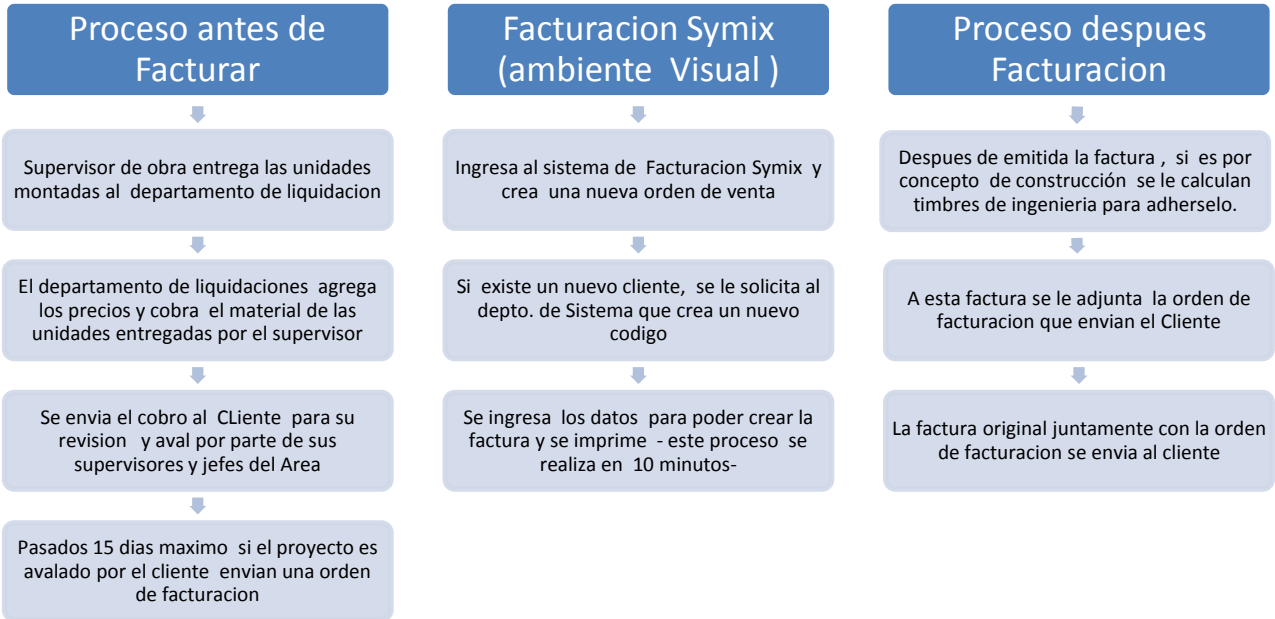 Proceso antes de
Facturar
Supervisor de obra entrega las unidades
montadas al departamento de liquidacion
El departamento de liquidaciones agrega
los precios y cobra el material de las
unidades entregadas por el supervisor
Se envia el cobro al CLiente para su
revision y aval por parte de sus
supervisores y jefes del Area
Pasados 15 dias maximo si el proyecto es
avalado por el cliente envian una orden
de facturacion
Facturacion Symix
(ambiente Visual )
Ingresa al sistema de Facturacion Symix y
crea una nueva orden de venta
Si existe un nuevo cliente, se le solicita al
depto. de Sistema que crea un nuevo
codigo
Se ingresa los datos para poder crear la
factura y se imprime - este proceso se
realiza en 10 minutos-
Proceso despues
Facturacion
Despues de emitida la factura , si es por
concepto de construcción se le calculan
timbres de ingenieria para adherselo.
A esta factura se le adjunta la orden de
facturacion que envian el Cliente
La factura original juntamente con la orden
de facturacion se envia al cliente